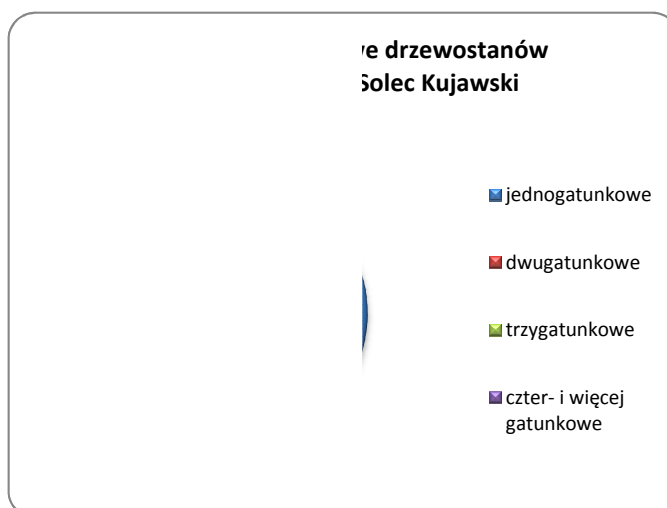 drzewostanów
Solec Kujawski
jednogatunkowe
dwugatunkowe
trzygatunkowe
czter- i więcej
gatunkowe